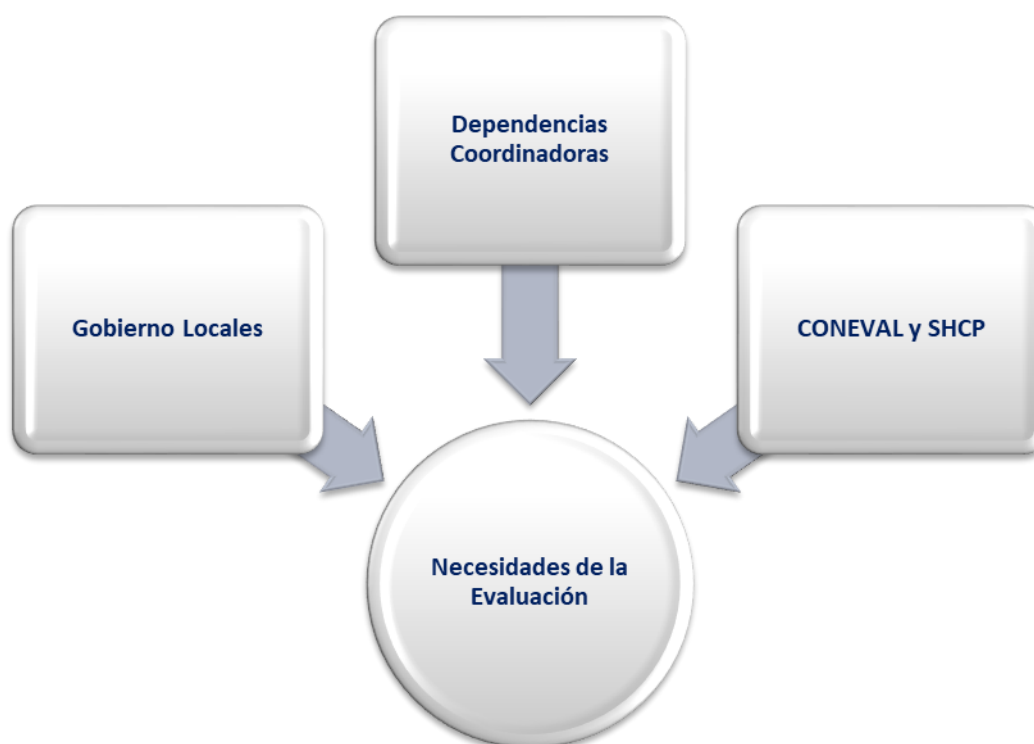 Dependencias
Coordinadoras
Gobierno Locales
CONEVAL y SHCP
Necesidades de la
Evaluación